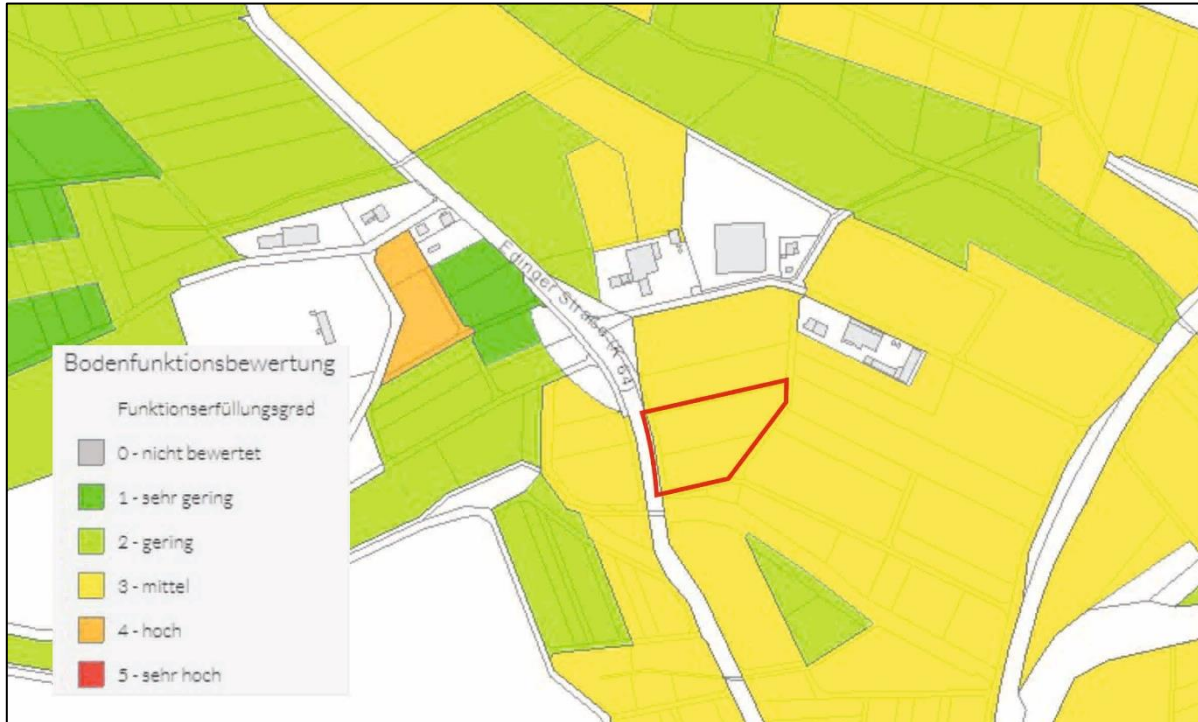 Edinger Straße (K 64)
Bodenfunktionsbewertung
Funktionserfüllungsgrad
0 - nicht bewertet
1 - sehr gering
2 - gering
3 - mittel
4 - hoch
5 - sehr hoch